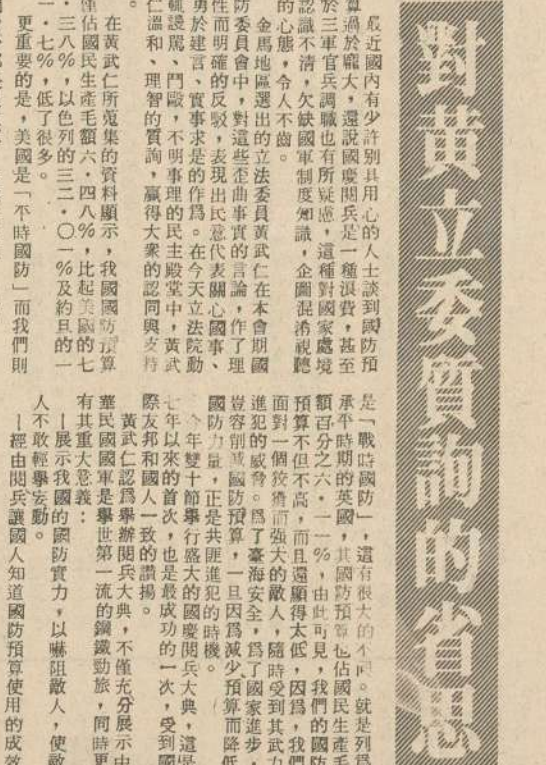 對黃立委質詢的省思
最近國內有少許別具用心的人士談到國防預
算過於龐大,還說國慶閱兵是一種浪費,甚至
於三軍官兵調職也有所疑慮,這種對國家處境
認識不清,欠缺國軍制度知識,企圖混淆視聽
的心態,令人不齒。
金馬地區選出的立法委員黃武仁在本會期國
防委員會中,對這些歪曲事實的言論,作了理
性而明確的反駁,表現出民意代表關心國事、
勇於建言、實事求是的作為。在今天立法院動
輒謾罵、鬥毆,不明事理的民主殿堂中,黃武
仁溫和、理智的質詢,贏得大衆的認同與支持
。
在黃武仁所蒐集的資料顯示,我國國防預算
僅佔國民生產毛額六‧四八%,比起美國的七
‧三八%,以色列的三二‧〇一%及約旦的一
一‧七%,低了很多。
更重要的是,美國是「不時國防」而我們則
是「戰時國防」,這有很大的不同。就是列為
承平時期的英國,其國防預算也佔國民生產毛
額百分之六‧一一%,由此可見,我們的國防
預算不但不高,而且還顯得太低,因為,我們
面對一個狡獪而強大的敵人,隨時受到其武力
進犯的威脅。為了臺海安全,為了國家進步,
豈容削減國防預算,一旦因為減少預算而降低
國防力量,正是共匪進犯的時機。
今年雙十節舉行盛大的國慶閱兵大典,這是
七年以來的首次,也是最成功的一次,受到國
際友邦和國人一致的讚揚。
黃武仁認為舉辦閱兵大典,不僅充分展示中
華民國國軍是舉世第一流的鋼鐵勁旅,同時更
有其重大意義:
—展示我國的國防實力,以嚇阻敵人,使敵
人不敢輕擧妄動。
—經由閱兵讓國人知道國防預算使用的成效